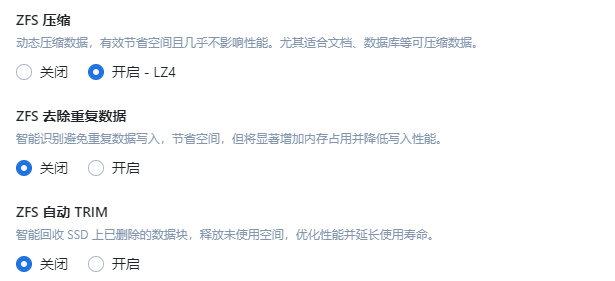 ZFS 压缩
动态压缩数据，有效节省空间且几乎不影响性能。尤其适合文档、数据库等可压缩数据。
关闭 开启 - LZ4
ZFS 去除重复数据
智能识别避免重复数据写入，节省空间，但将显著增加内存占用并降低写入性能。
关闭 开启
ZFS 自动 TRIM
智能回收 SSD 上已删除的数据块，释放未使用空间，优化性能并延长使用寿命。
关闭 开启